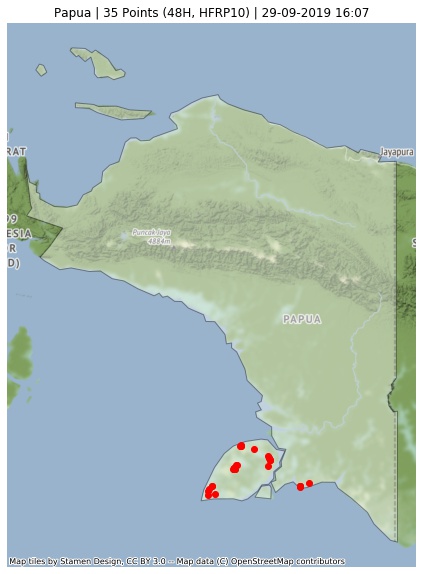 Papua | 35 Points (48H, HFRP10) | 29-09-2019 16:07
Jayapura
RAT
Puncak Jaya
4884m
ESIA
R
D)
S
PAPUA
Map tiles by Stamen Design, CC BY 3.0 -- Map data (C) OpenStreetMap contributors